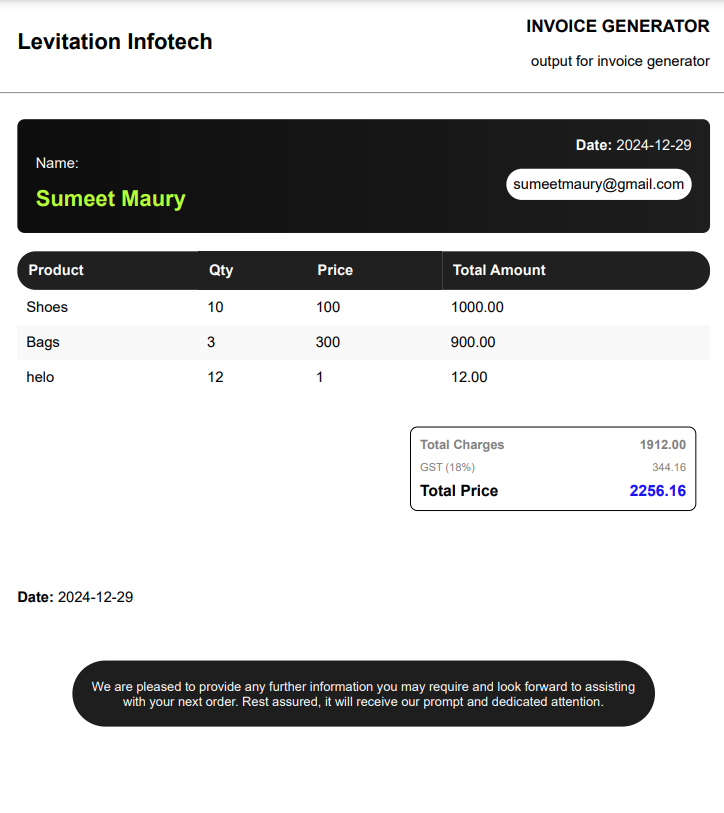 Levitation Infotech
INVOICE GENERATOR
output for invoice generator
Date: 2024-12-29
Name:
sumeetmaury@gmail.com
Sumeet Maury
Product Qty Price Total Amount
Shoes 10 100 1000.00
Bags 3 300 900.00
helo 12 1 12.00
Total Charges 1912.00
GST (18%) 344.16
Total Price 2256.16
Date: 2024-12-29
We are pleased to provide any further information you may require and look forward to assisting
with your next order. Rest assured, it will receive our prompt and dedicated attention.